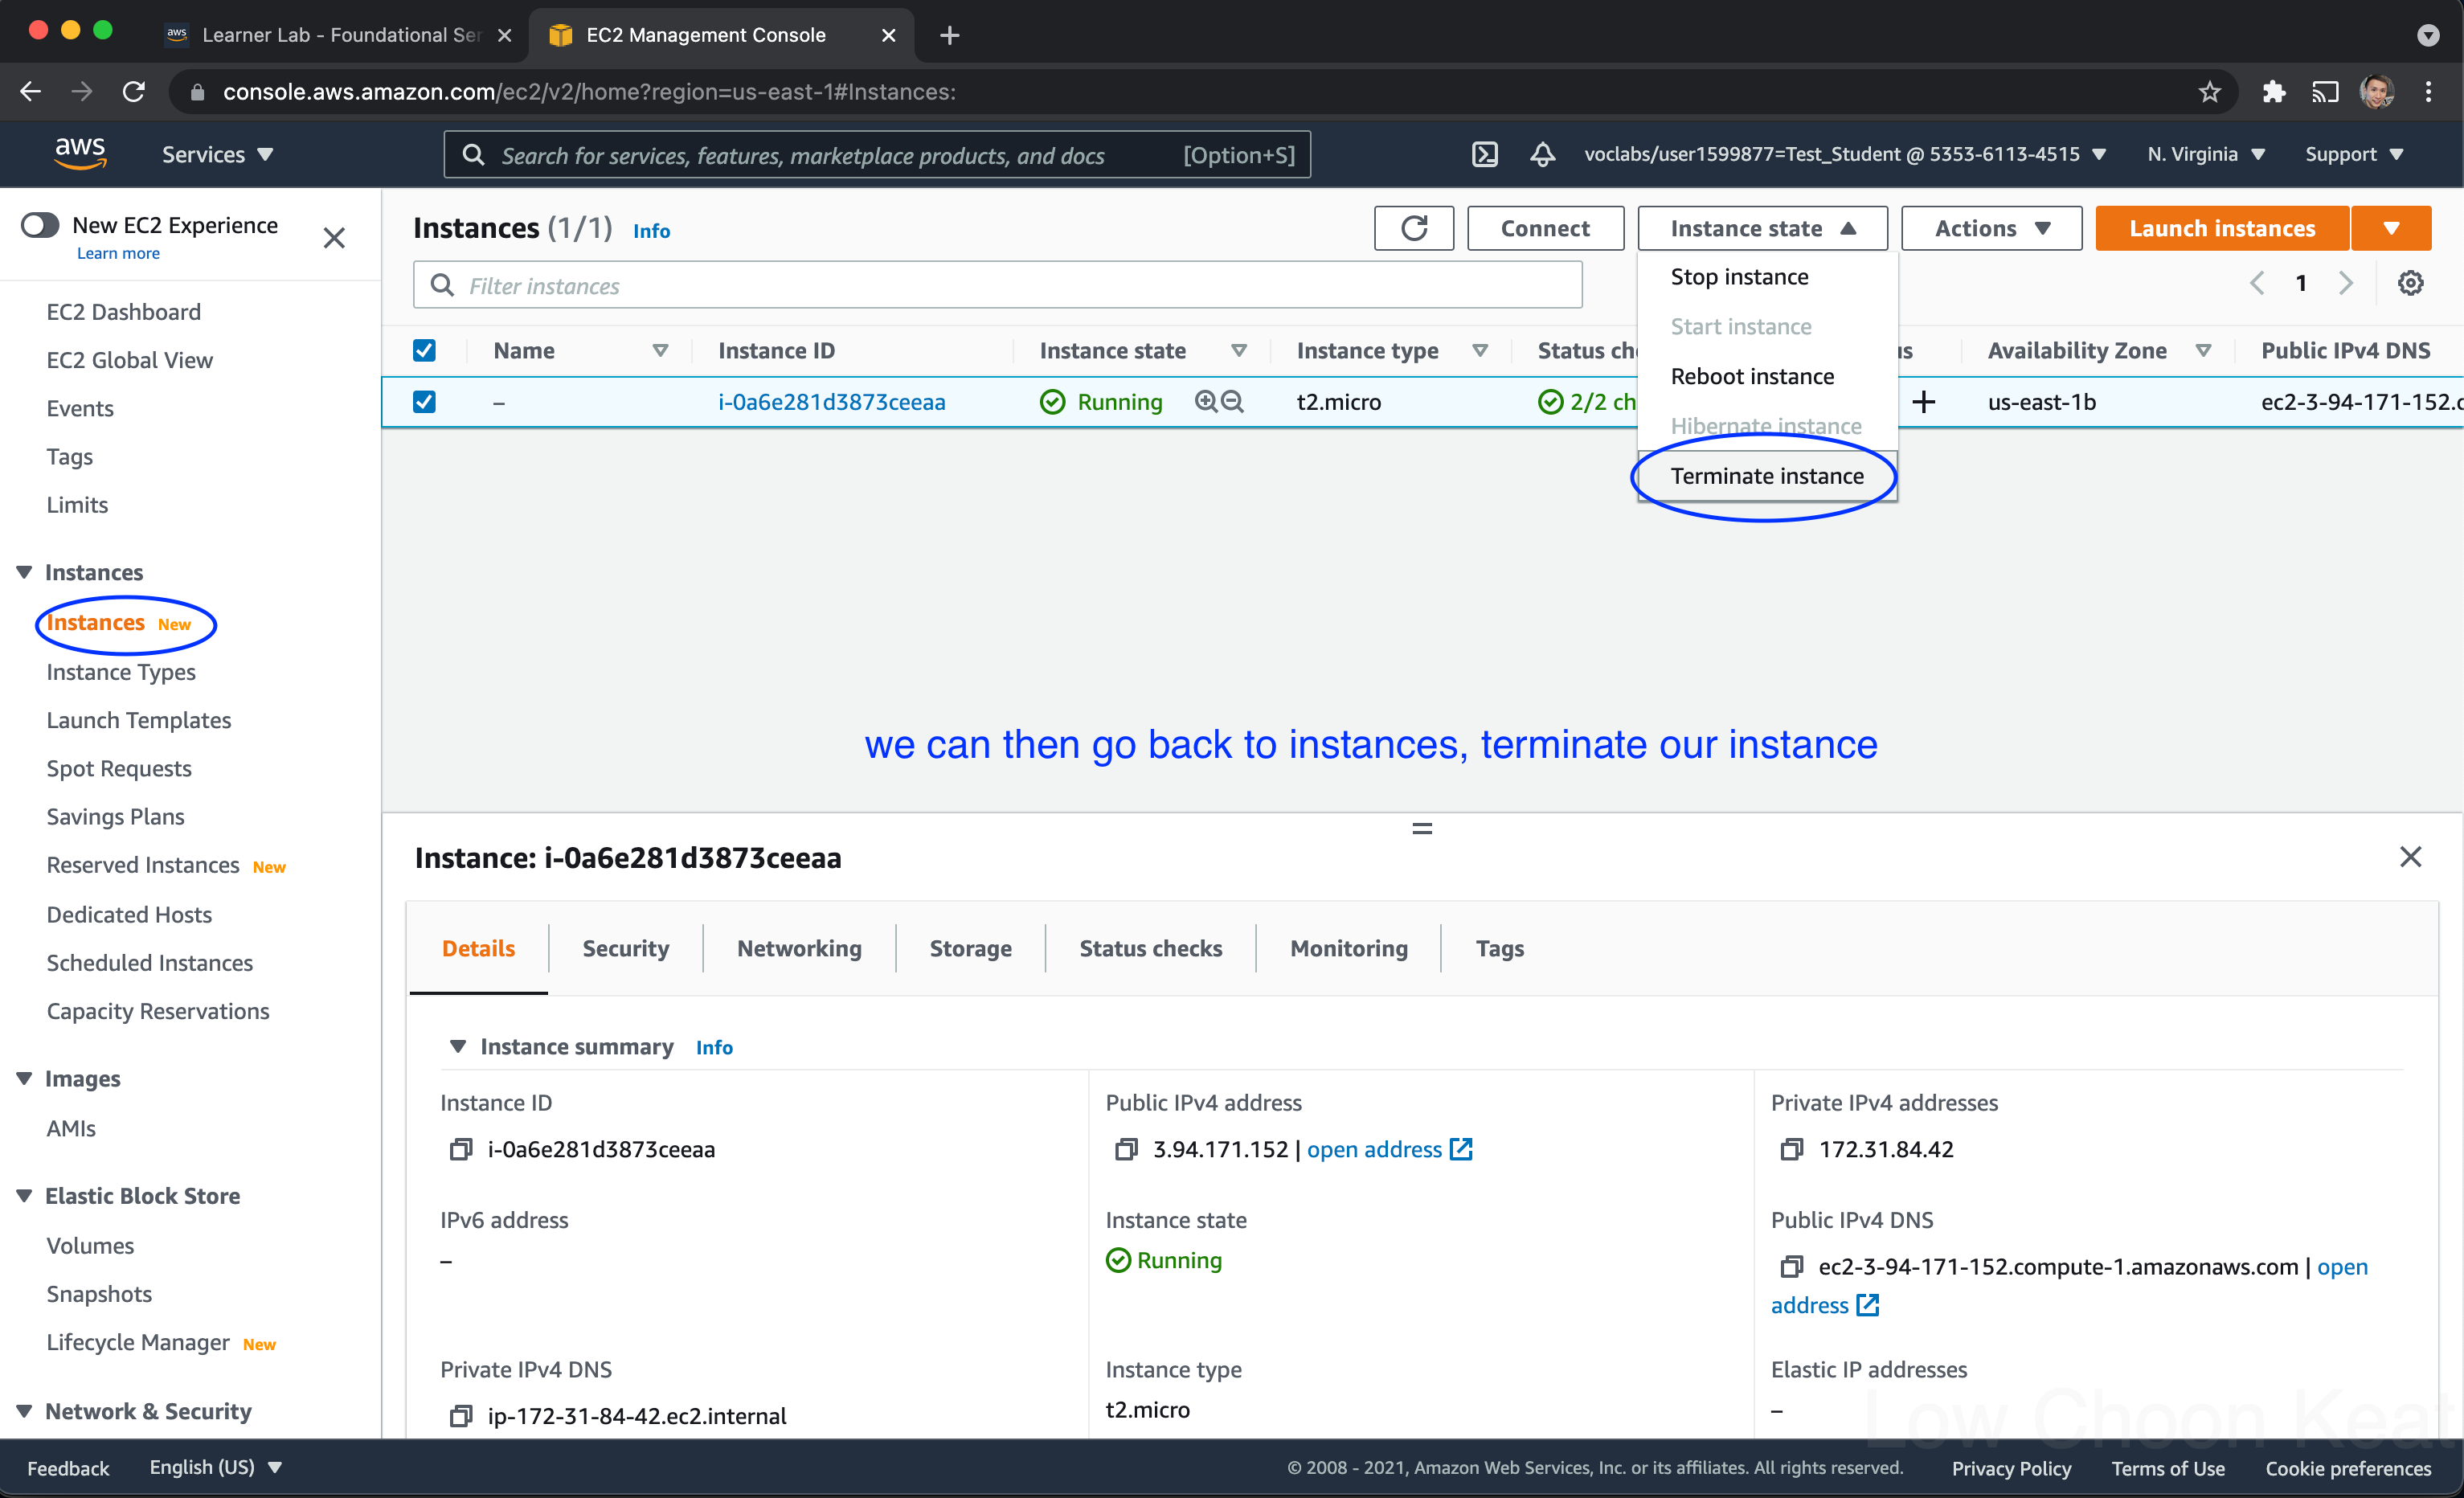 Learner Lab - Foundational Ser
EC2 Management Console
console.aws.amazon.com/ec2/v2/home?region=us-east-1#Instances:
aws
Services
Search for services, features, marketplace products, and docs
[Option+S]
voclabs/user1599877=Test_Student @ 5353-6113-4515
N. Virginia
Support
New EC2 Experience
Learn more
EC2 Dashboard
EC2 Global View
Events
Tags
Limits
Instances
Instances New
Instance Types
Launch Templates
Spot Requests
Savings Plans
Reserved Instances New
Dedicated Hosts
Scheduled Instances
Capacity Reservations
Images
AMIs
Elastic Block Store
Volumes
Snapshots
Lifecycle Manager New
Network & Security
Instances (1/1) Info
Connect
Instance state
Actions
Launch instances
Filter instances
1
Stop instance
Start instance
Reboot instance
Hibernate instance
Terminate instance
Name
Instance ID
Instance state
Instance type
Status che
us
Availability Zone
Public IPv4 DNS
–
i-0a6e281d3873ceeaa
Running
t2.micro
2/2 ch
us-east-1b
ec2-3-94-171-152.c
we can then go back to instances, terminate our instance
Instance: i-0a6e281d3873ceeaa
Details
Security
Networking
Storage
Status checks
Monitoring
Tags
Instance summary Info
Instance ID
i-0a6e281d3873ceeaa
Public IPv4 address
3.94.171.152 | open address
Private IPv4 addresses
172.31.84.42
IPv6 address
–
Instance state
Running
Public IPv4 DNS
ec2-3-94-171-152.compute-1.amazonaws.com | open
address
Private IPv4 DNS
ip-172-31-84-42.ec2.internal
Instance type
t2.micro
Elastic IP addresses
–
Low Choon Keat
Feedback
English (US)
© 2008 - 2021, Amazon Web Services, Inc. or its affiliates. All rights reserved.
Privacy Policy
Terms of Use
Cookie preferences